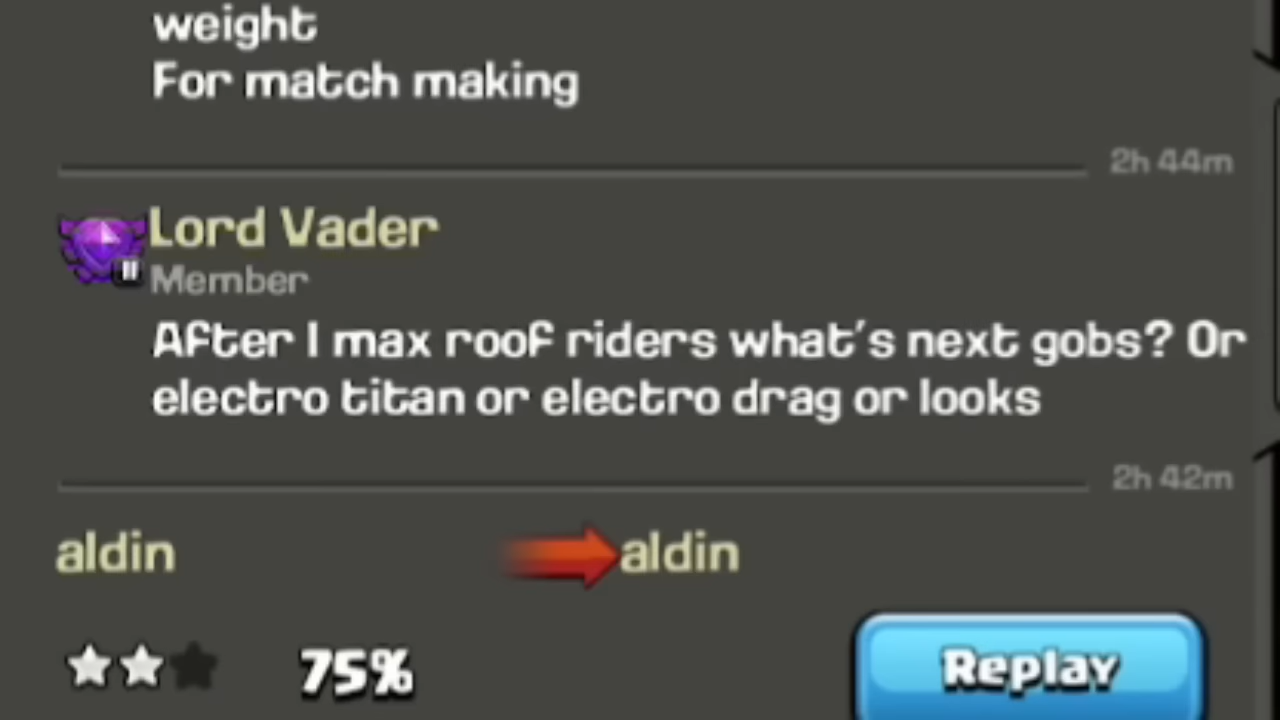 weight
For match making
2h 44m
Lord Vader
II
Member
After I max roof riders what's next gobs? Or
electro titan or electro drag or looks
2h 42m
aldin aldin
75% Replay